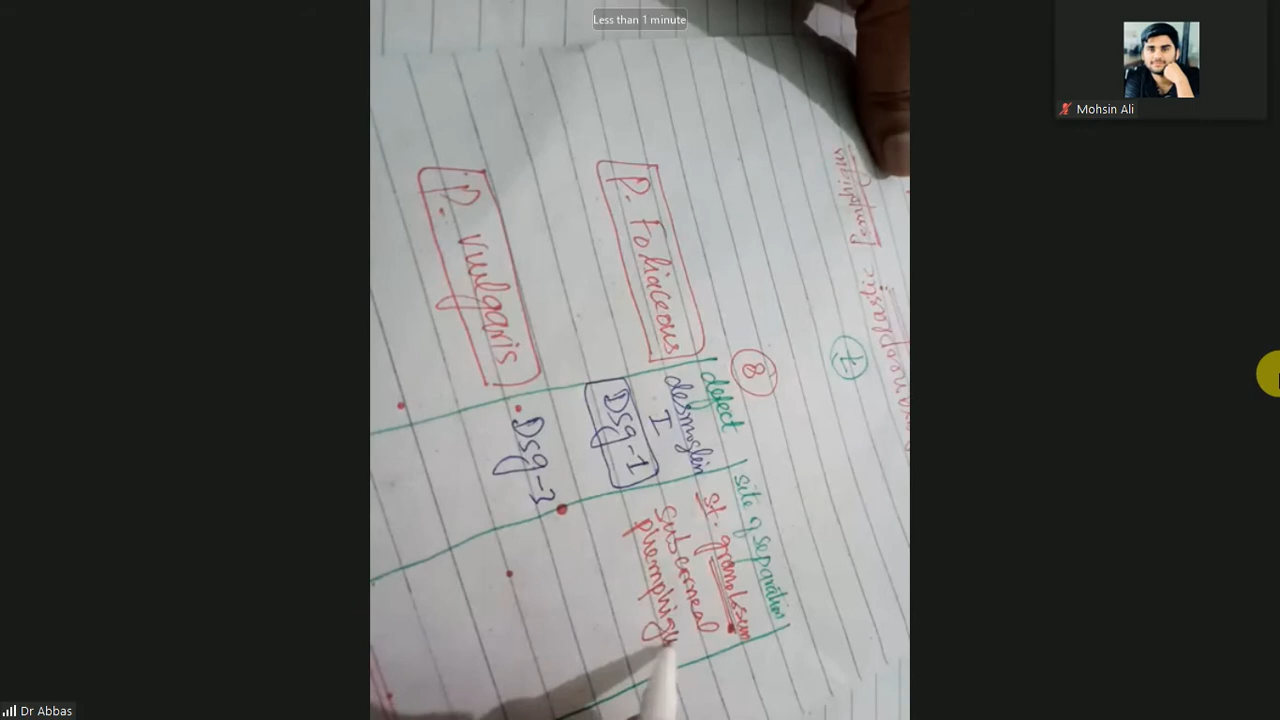 Less than 1 minute
Mohsin Ali
Pemphigus
+
8
defect
site of separation
P. foliaceous
desmoglein
I
Dsg-1
st. granulosum
subcorneal
phemphigu
P. vulgaris
Dsg-3
Dr Abbas